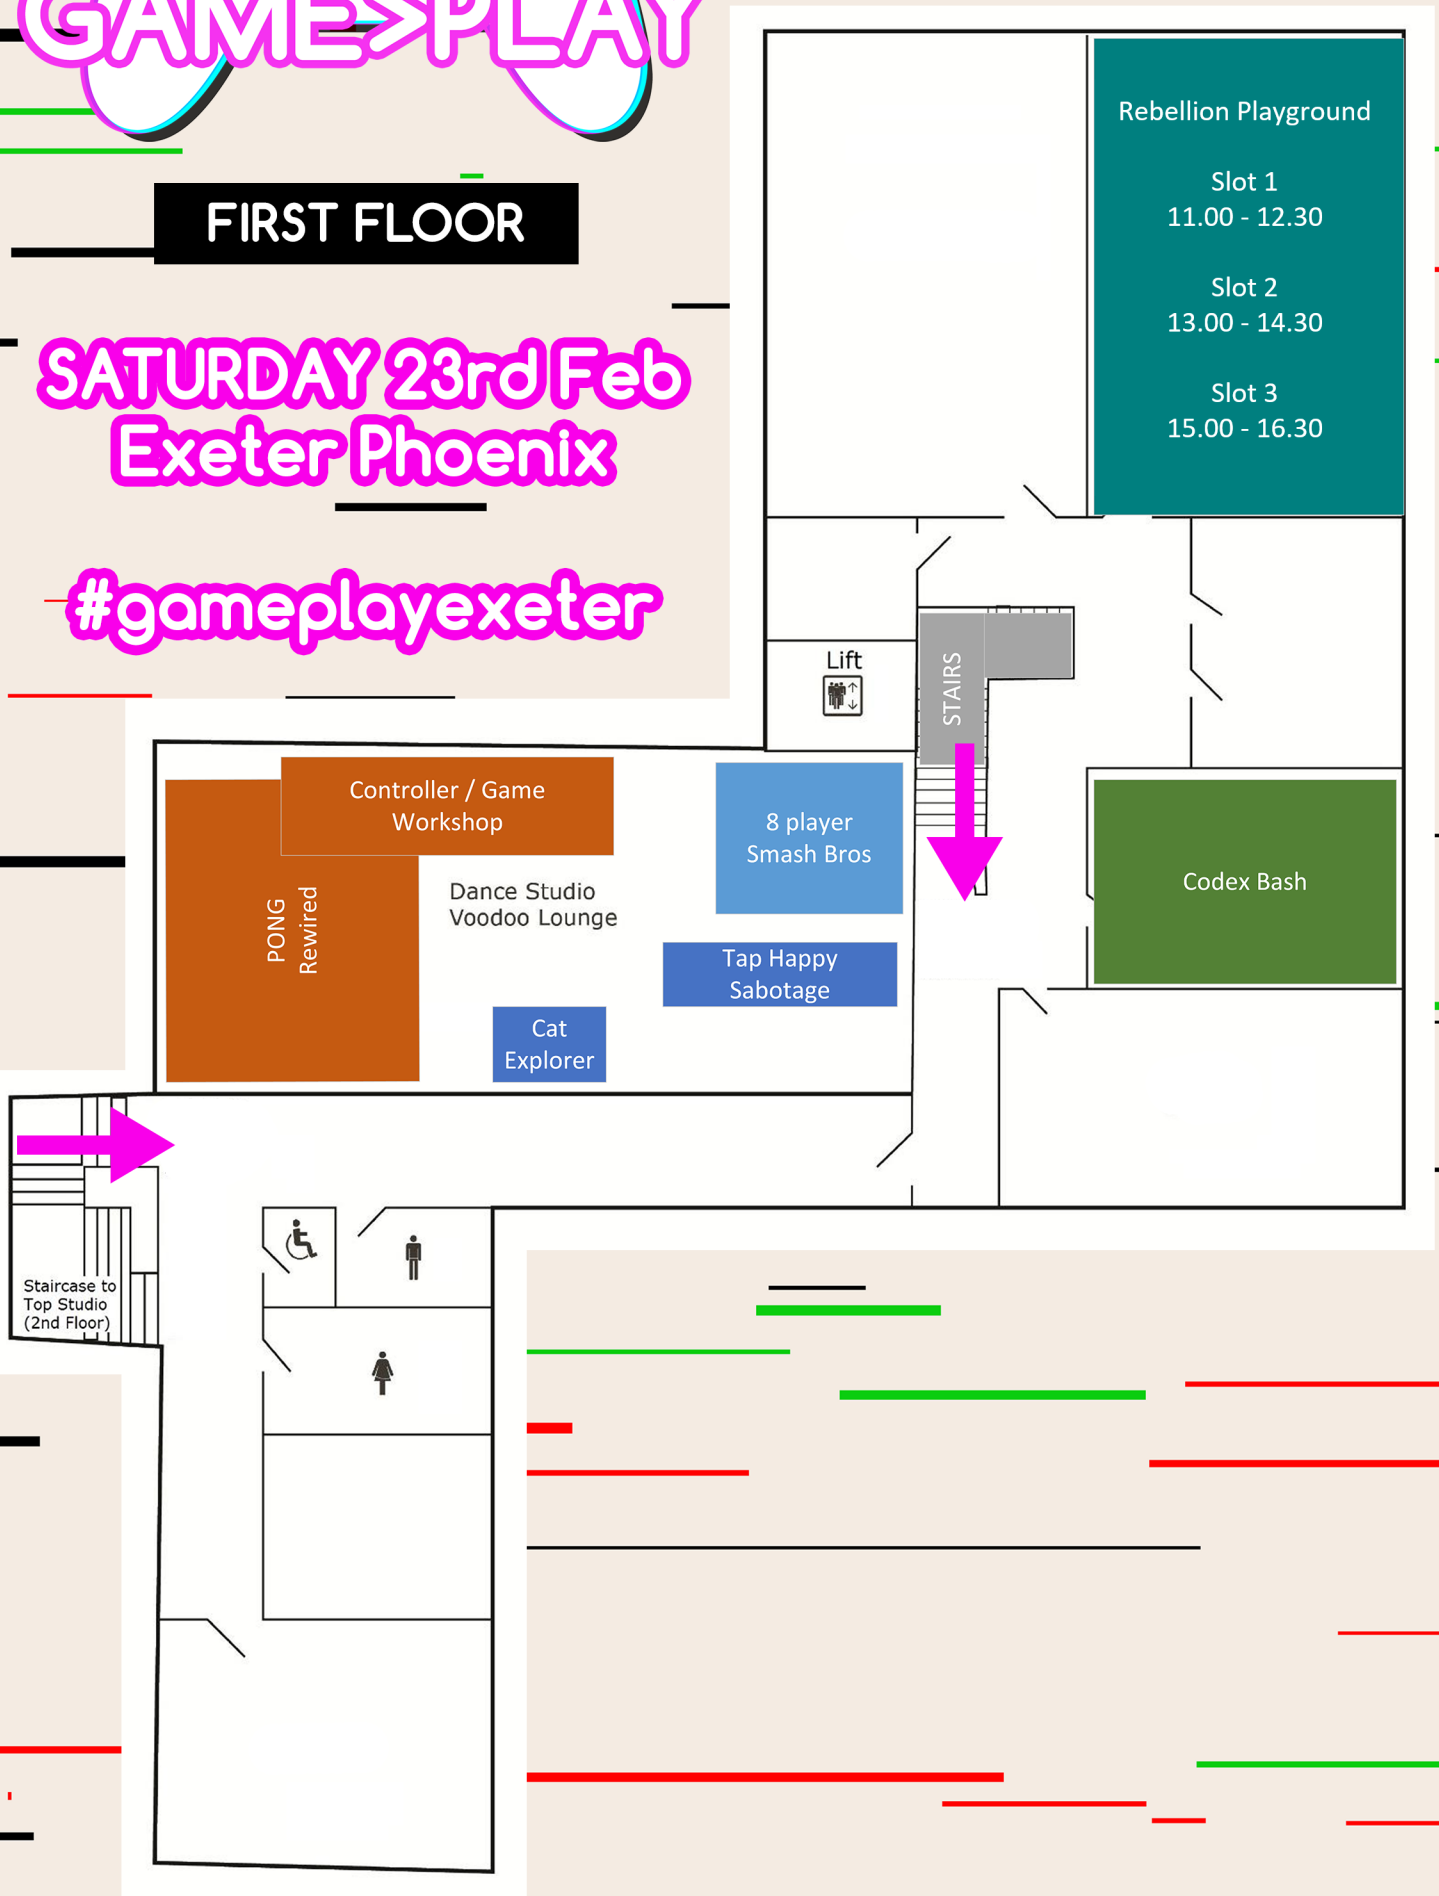 GAME>PLAY
FIRST FLOOR
SATURDAY 23rd Feb
Exeter Phoenix
#gameplayexeter
Rebellion Playground
Slot 1
11.00 - 12.30
Slot 2
13.00 - 14.30
Slot 3
15.00 - 16.30
Lift
STAIRS
Controller / Game
Workshop
8 player
Smash Bros
PONG
Rewired
Dance Studio
Voodoo Lounge
Codex Bash
Tap Happy
Sabotage
Cat
Explorer
Staircase to
Top Studio
(2nd Floor)